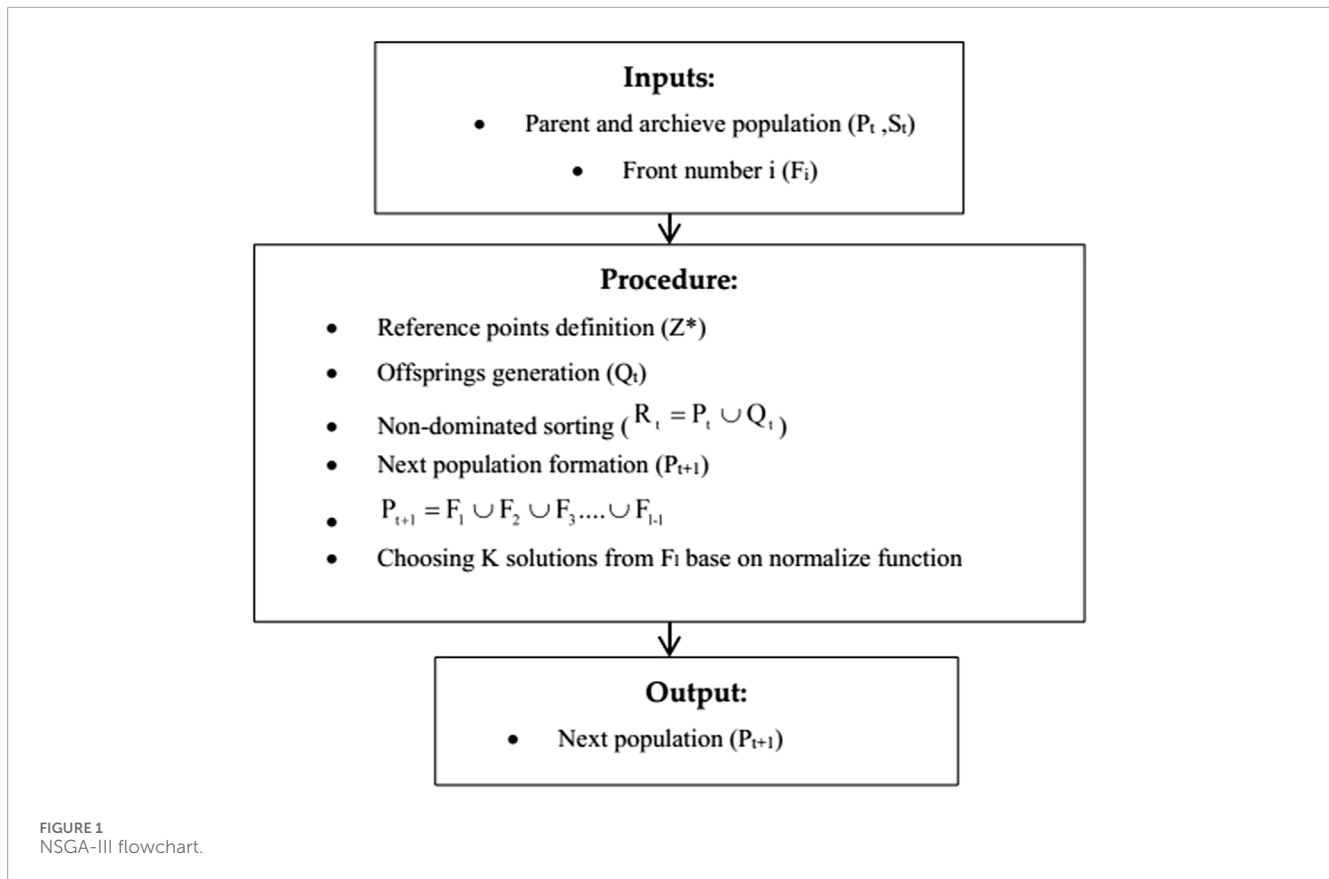 Inputs:
• Parent and archieve population (Pₜ ,Sₜ)
• Front number i (Fᵢ)
Procedure:
• Reference points definition (Z*)
• Offsprings generation (Qₜ)
• Non-dominated sorting ( Rₜ = Pₜ ∪ Qₜ )
• Next population formation (Pₜ₊₁)
• Pₜ₊₁ = F₁ ∪ F₂ ∪ F₃.... ∪ Fₗ₋₁
• Choosing K solutions from Fₗ base on normalize function
Output:
• Next population (Pₜ₊₁)
FIGURE 1
NSGA-III flowchart.